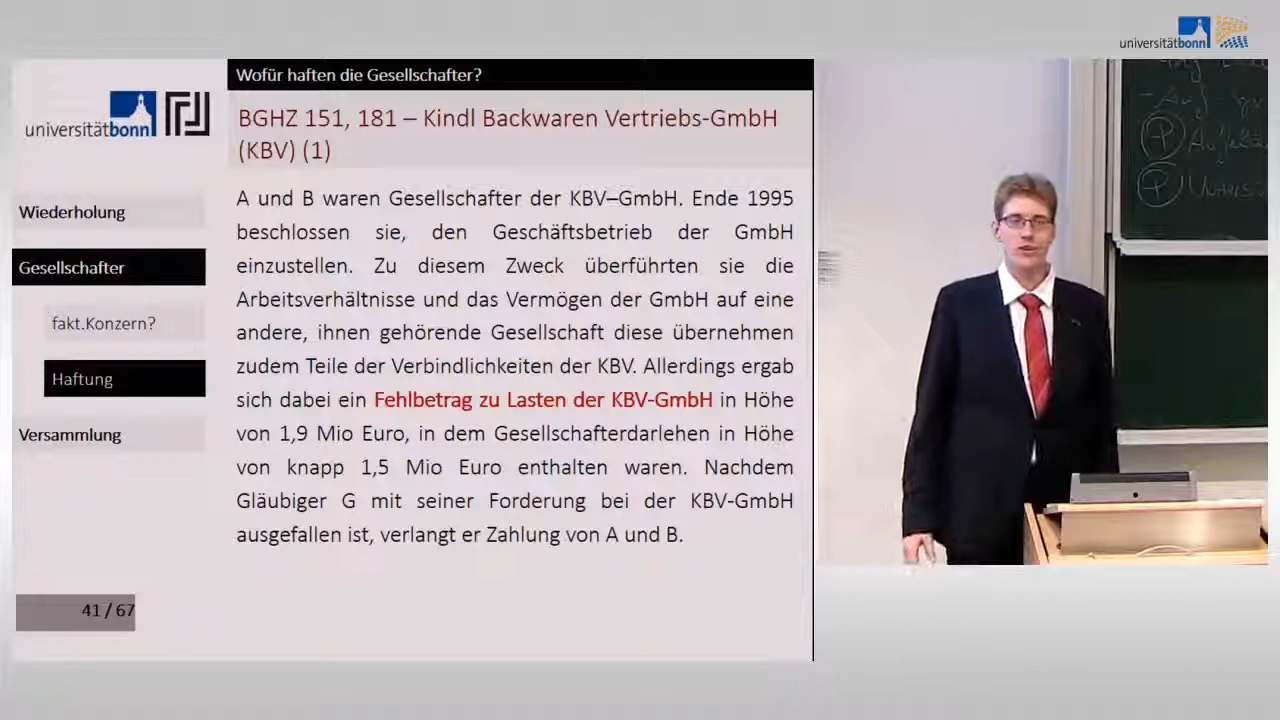 universitätbonn
Wofür haften die Gesellschafter?
universitätbonn
BGHZ 151, 181 – Kindl Backwaren Vertriebs-GmbH
(KBV) (1)
A und B waren Gesellschafter der KBV–GmbH. Ende 1995
beschlossen sie, den Geschäftsbetrieb der GmbH
einzustellen. Zu diesem Zweck überführten sie die
Arbeitsverhältnisse und das Vermögen der GmbH auf eine
andere, ihnen gehörende Gesellschaft diese übernehmen
zudem Teile der Verbindlichkeiten der KBV. Allerdings ergab
sich dabei ein Fehlbetrag zu Lasten der KBV-GmbH in Höhe
von 1,9 Mio Euro, in dem Gesellschafterdarlehen in Höhe
von knapp 1,5 Mio Euro enthalten waren. Nachdem
Gläubiger G mit seiner Forderung bei der KBV-GmbH
ausgefallen ist, verlangt er Zahlung von A und B.
Wiederholung
Gesellschafter
fakt.Konzern?
Haftung
Versammlung
41 / 67